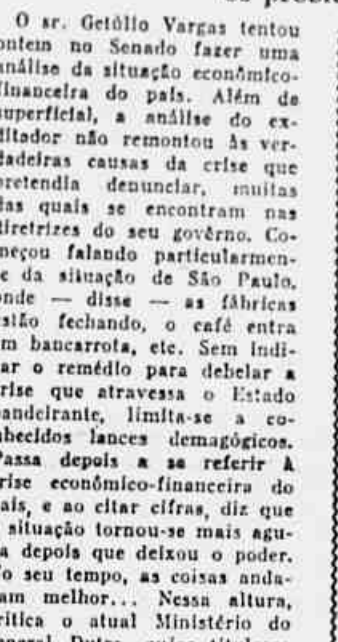 O sr. Getúlio Vargas tentou
ontem no Senado fazer uma
análise da situação econômico-
financeira do país. Além de
superficial, a análise do ex-
ditador não remontou às ver-
dadeiras causas da crise que
pretendia denunciar, muitas
das quais se encontram nas
diretrizes do seu govêrno. Co-
meçou falando particularmen-
te da situação de São Paulo,
onde — disse — as fábricas
estão fechando, o café entra
em bancarrota, etc. Sem indi-
car o remédio para debelar a
crise que atravessa o Estado
bandeirante, limita-se a co-
nhecidos lances demagógicos.
Passa depois a se referir à
crise econômico-financeira do
país, e ao citar cifras, diz que
a situação tornou-se mais agu-
da depois que deixou o poder.
No seu tempo, as coisas anda-
vam melhor... Nessa altura,
critica o atual Ministério do
general Dutra